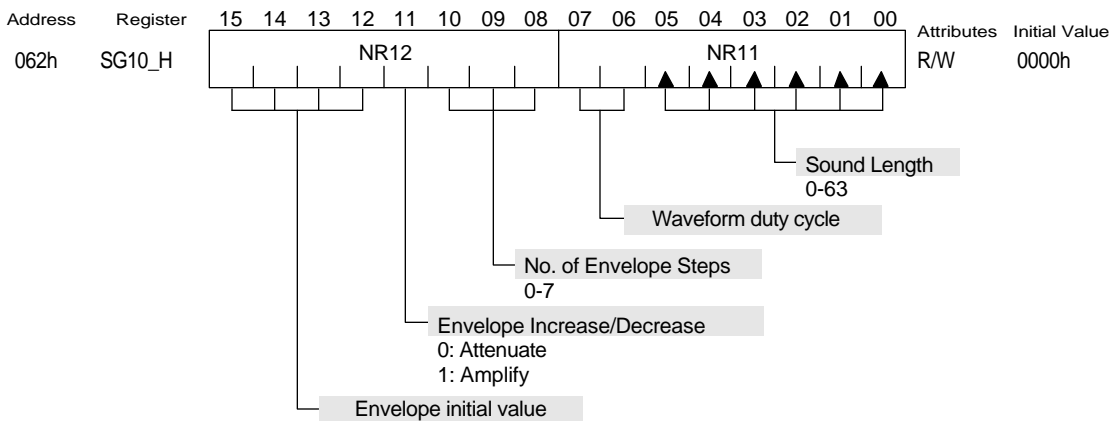 Address Register 15 14 13 12 11 10 09 08 07 06 05 04 03 02 01 00 Attributes Initial Value
062h SG10_H NR12 NR11 R/W 0000h
Sound Length
0-63
Waveform duty cycle
No. of Envelope Steps
0-7
Envelope Increase/Decrease
0: Attenuate
1: Amplify
Envelope initial value